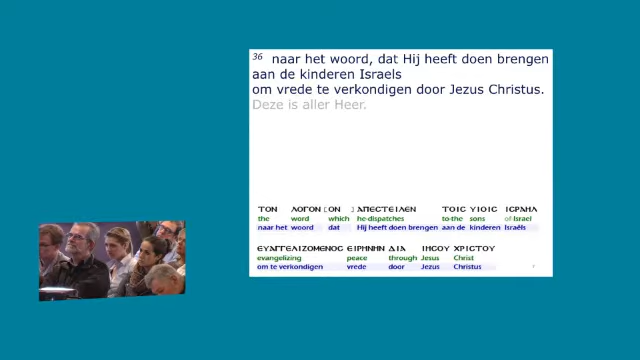 36 naar het woord, dat Hij heeft doen brengen
aan de kinderen Israels
om vrede te verkondigen door Jezus Christus.
Deze is aller Heer.
ΤΟΝ ΛΟΓΟΝ [ΟΝ ] ΑΠΕϹΤΕΙΛΕΝ ΤΟΙϹ ΥΙΟΙϹ ΙϹΡΑΗΛ
the word which he-dispatches to-the sons of Israel
naar het woord dat Hij heeft doen brengen aan de kinderen Israëls
ΕΥΑΓΓΕΛΙΖΟΜΕΝΟϹ ΕΙΡΗΝΗΝ ΔΙΑ ΙΗϹΟΥ ΧΡΙϹΤΟΥ
evangelizing peace through Jesus Christ
om te verkondigen vrede door Jezus Christus